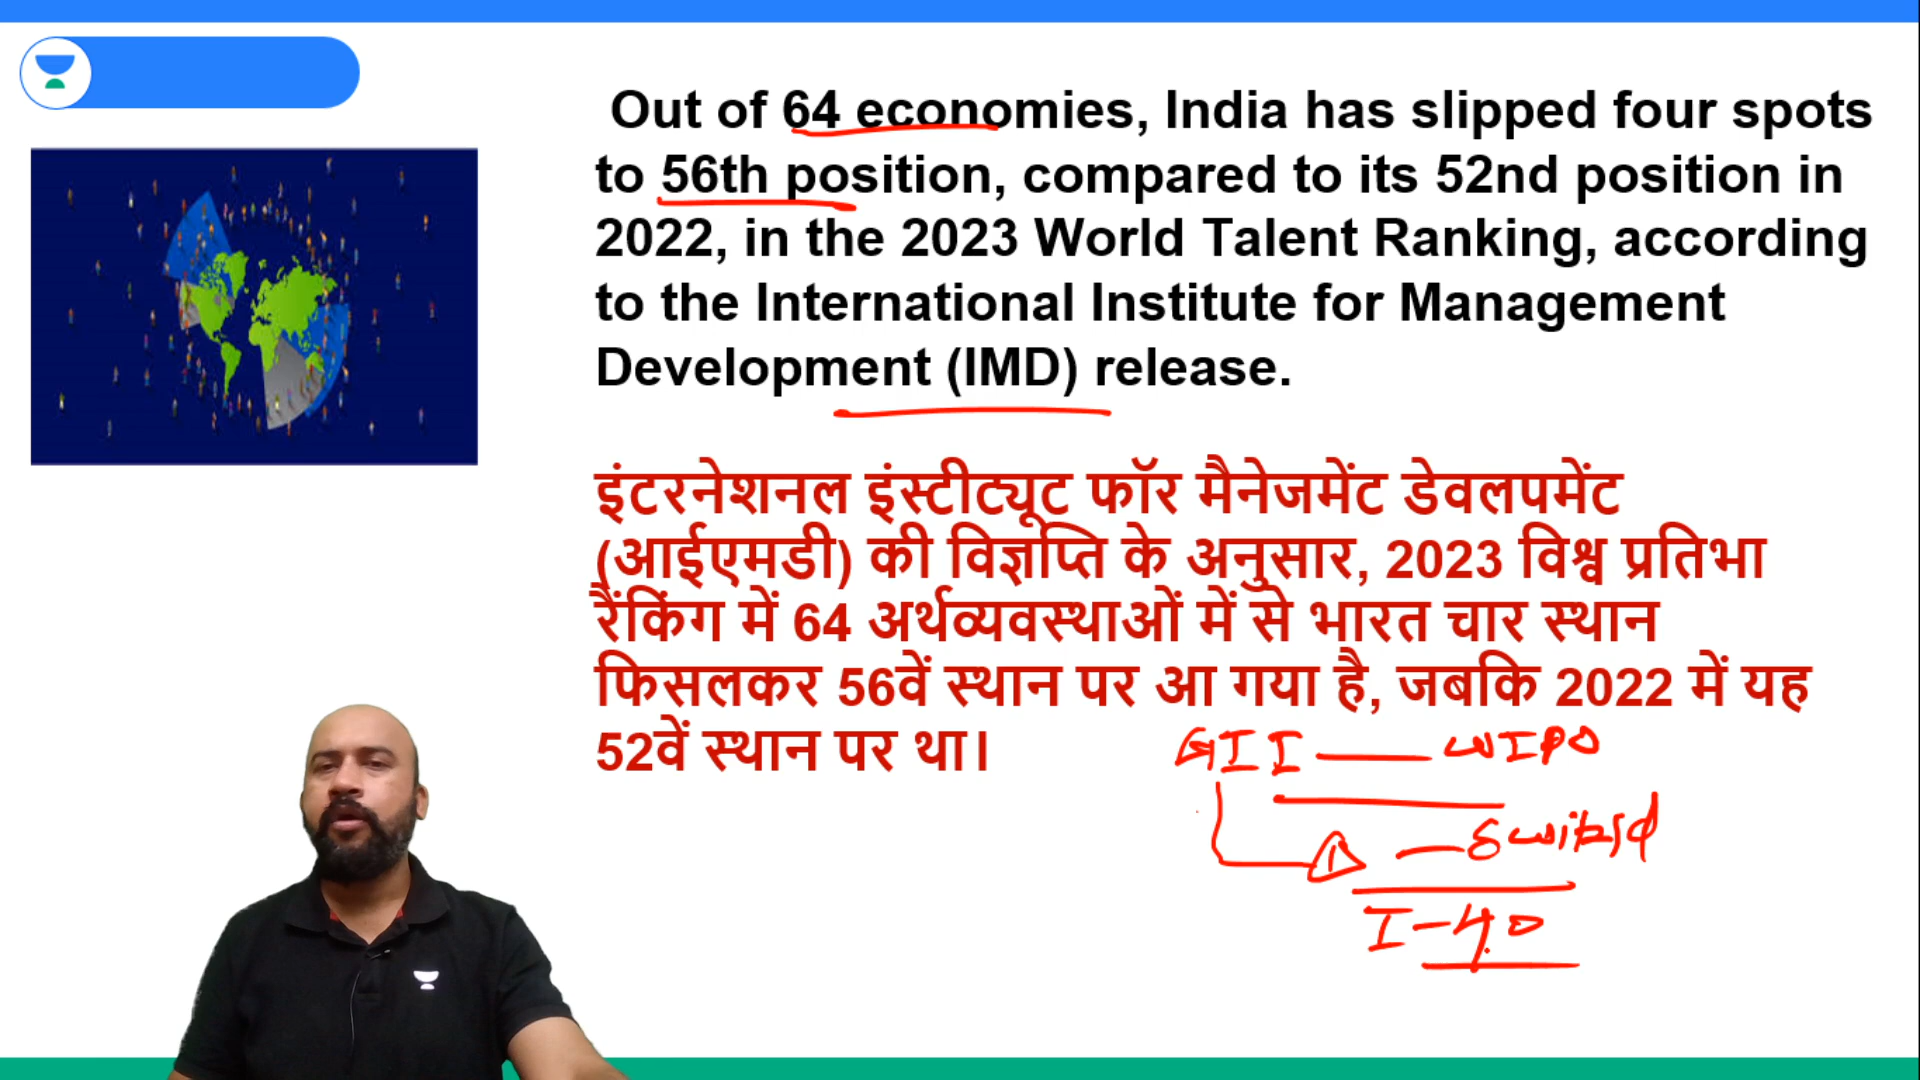 Out of 64 economies, India has slipped four spots
to 56th position, compared to its 52nd position in
2022, in the 2023 World Talent Ranking, according
to the International Institute for Management
Development (IMD) release.
इंटरनेशनल इंस्टीट्यूट फॉर मैनेजमेंट डेवलपमेंट
(आईएमडी) की विज्ञप्ति के अनुसार, 2023 विश्व प्रतिभा
रैंकिंग में 64 अर्थव्यवस्थाओं में से भारत चार स्थान
फिसलकर 56वें स्थान पर आ गया है, जबकि 2022 में यह
52वें स्थान पर था।
GII — WIPO
1 —
I - 40